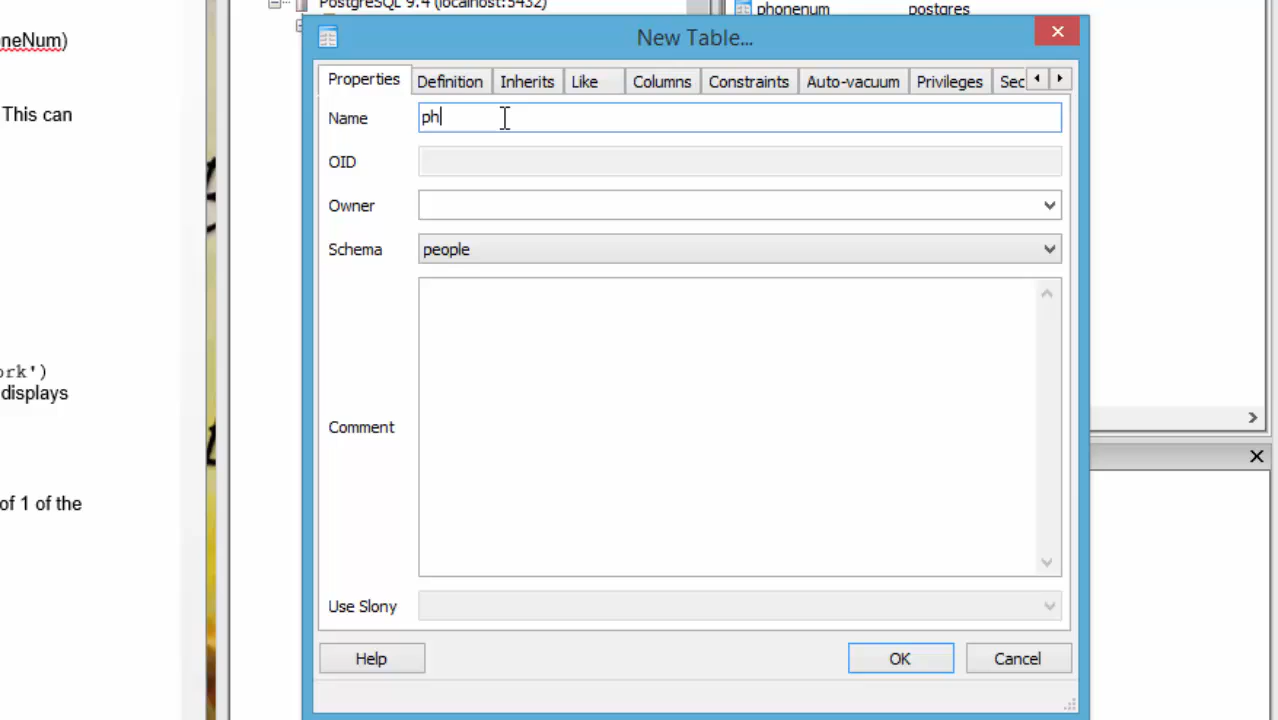 PostgreSQL 9.4 (localhost:5432)
phonenum postgres
oneNum)
This can
ork')
displays
of 1 of the
New Table...
Properties Definition Inherits Like Columns Constraints Auto-vacuum Privileges Sec
Name ph
OID
Owner
Schema people
Comment
Use Slony
Help OK Cancel